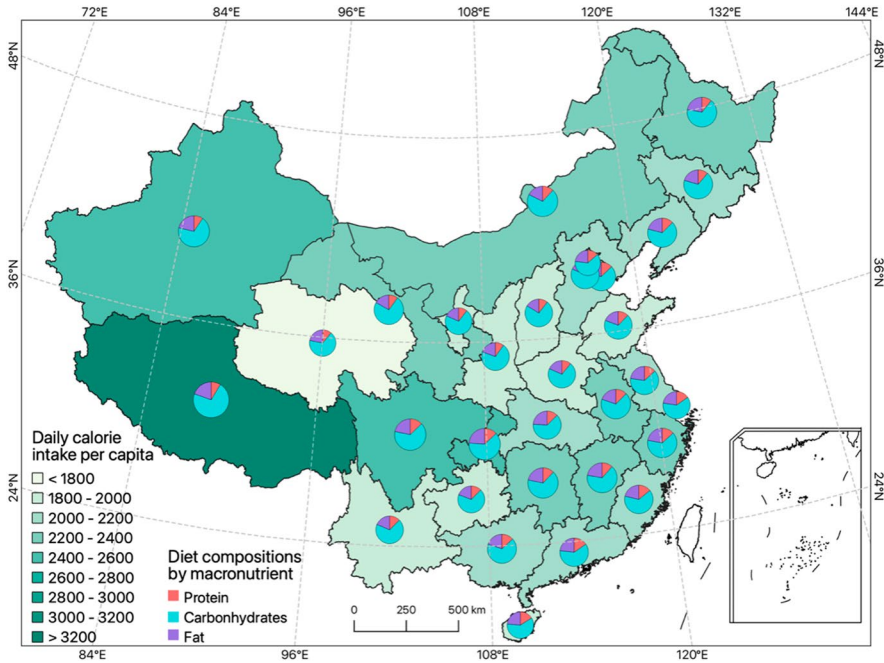 72°E 84°E 96°E 108°E 120°E 132°E 144°E
48°N 48°N
36°N 36°N
24°N 24°N
Daily calorie
intake per capita
< 1800
1800 - 2000
2000 - 2200
2200 - 2400
2400 - 2600
2600 - 2800
2800 - 3000
3000 - 3200
> 3200
Diet compositions
by macronutrient
Protein
Carbonhydrates
Fat
0 250 500 km
84°E 96°E 108°E 120°E